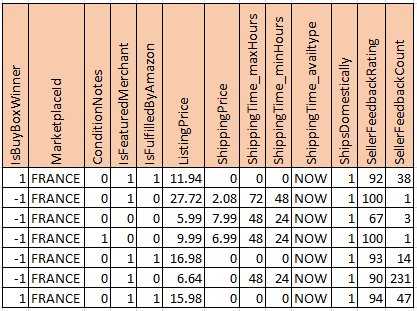 IsBuyBoxWinner MarketplaceId ConditionNotes IsFeaturedMerchant IsFulfilledByAmazon ListingPrice ShippingPrice ShippingTime_maxHours ShippingTime_minHours ShippingTime_availtype ShipsDomestically SellerFeedbackRating SellerFeedbackCount
1 FRANCE 0 1 1 11.94 0 0 0 NOW 1 92 38
-1 FRANCE 0 1 0 27.72 2.08 72 48 NOW 1 100 1
-1 FRANCE 0 0 0 5.99 7.99 48 24 NOW 1 67 3
-1 FRANCE 1 0 0 9.99 6.99 48 24 NOW 1 100 1
-1 FRANCE 0 1 1 16.98 0 0 0 NOW 1 93 14
-1 FRANCE 0 1 0 6.64 0 48 24 NOW 1 90 231
1 FRANCE 0 1 1 15.98 0 0 0 NOW 1 94 47